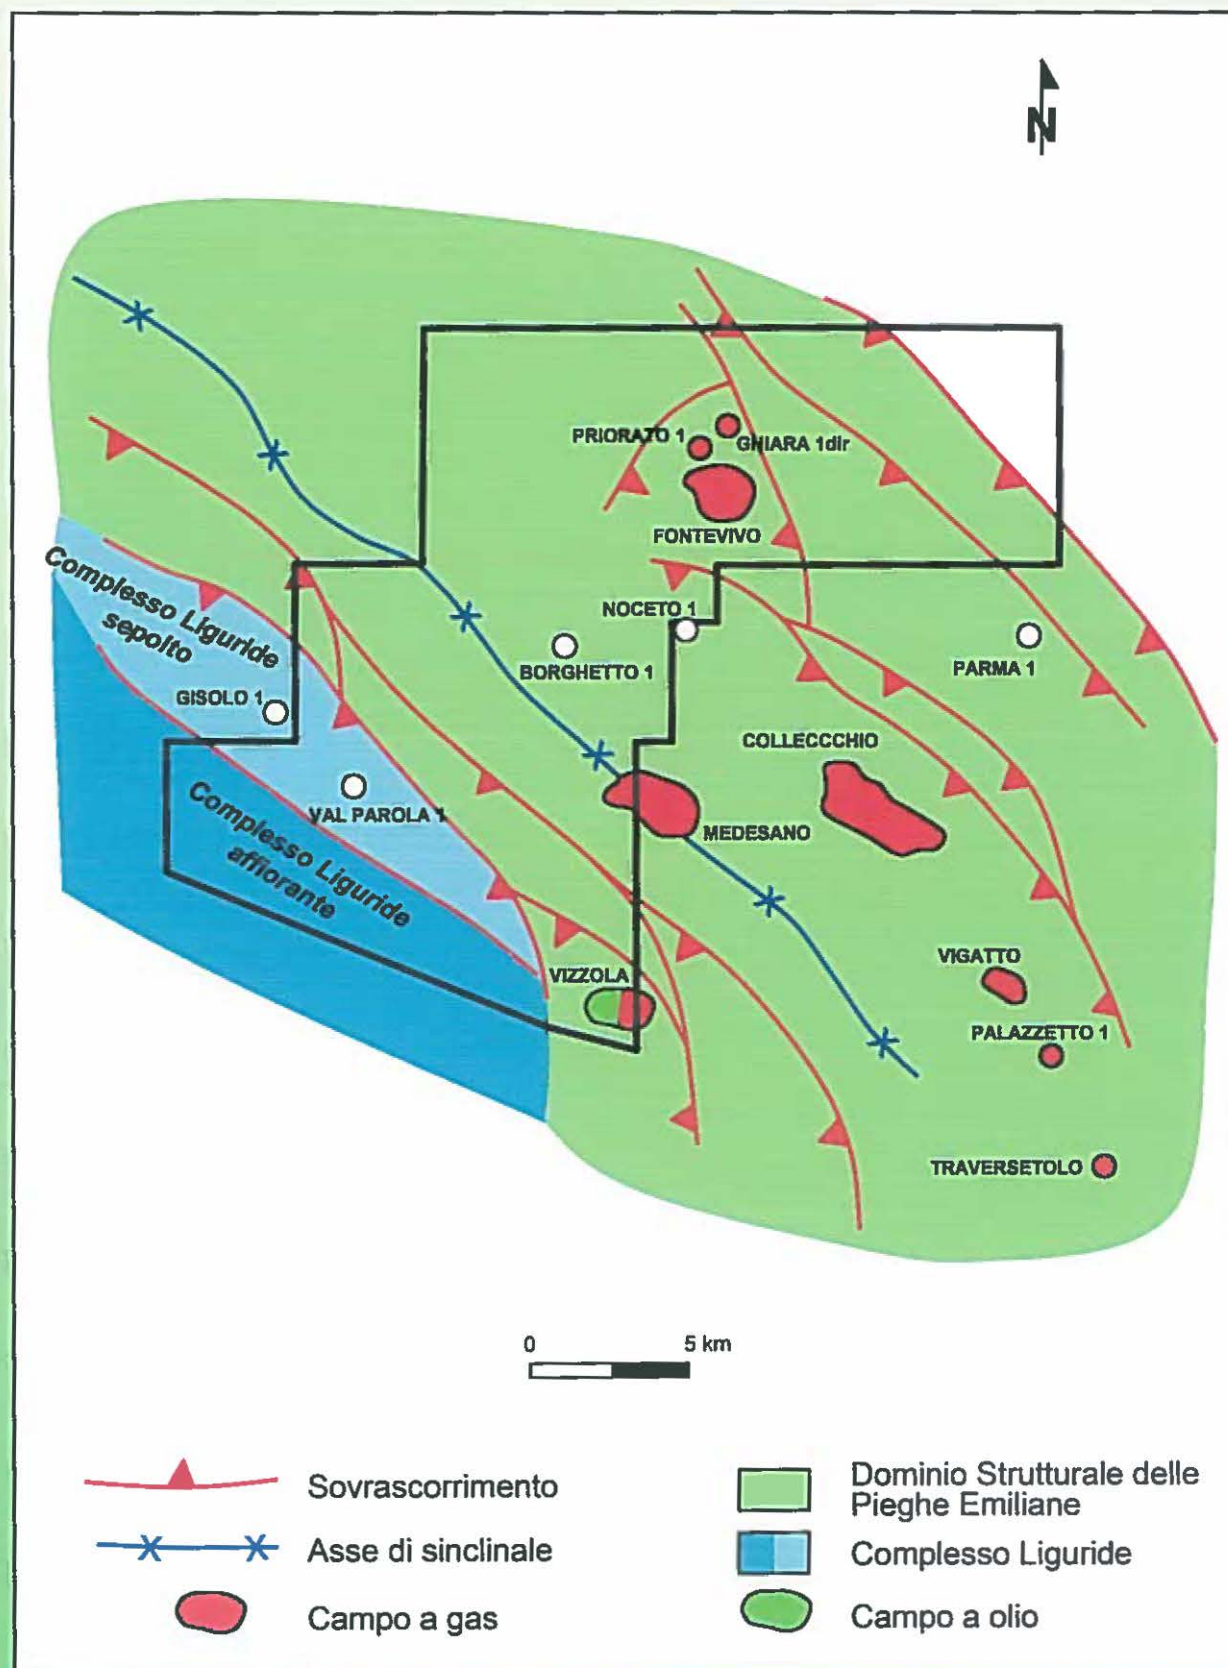 N
PRIORATO 1
GHIARA 1dir
FONTEVIVO
Complesso Liguride
sepolto
NOCETO 1
BORGHETTO 1
PARMA 1
GISOLO 1
COLLECCCHIO
VAL PAROLA 1
MEDESANO
Complesso Liguride
affiorante
VIGATTO
VIZZOLA
PALAZZETTO 1
TRAVERSETOLO
0 5 km
Sovrascorrimento
Asse di sinclinale
Campo a gas
Dominio Strutturale delle
Pieghe Emiliane
Complesso Liguride
Campo a olio